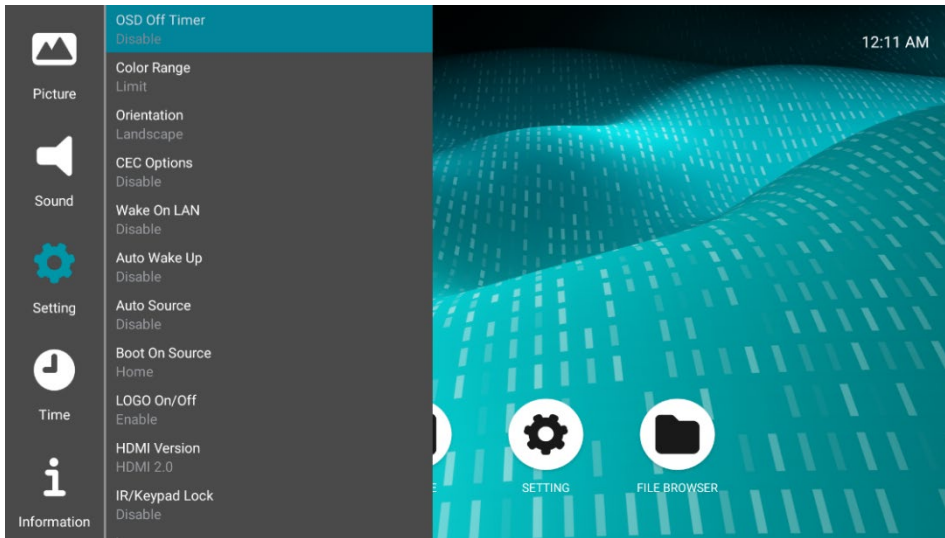 Picture
Sound
Setting
Time
Information
OSD Off Timer
Disable
Color Range
Limit
Orientation
Landscape
CEC Options
Disable
Wake On LAN
Disable
Auto Wake Up
Disable
Auto Source
Disable
Boot On Source
Home
LOGO On/Off
Enable
HDMI Version
HDMI 2.0
IR/Keypad Lock
Disable
12:11 AM
SETTING
FILE BROWSER